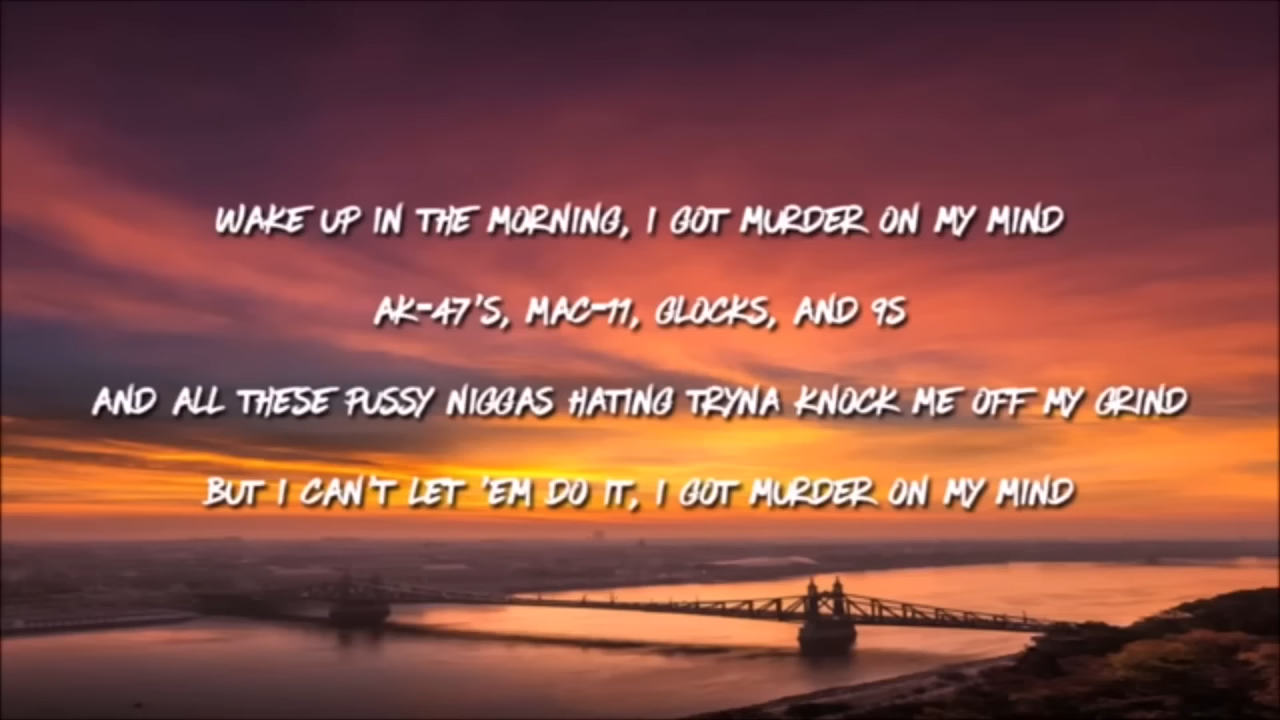 WAKE UP IN THE MORNING, I GOT MURDER ON MY MIND
AK-47'S, MAC-11, GLOCKS, AND 9S
AND ALL THESE PUSSY NIGGAS HATING TRYNA KNOCK ME OFF MY GRIND
BUT I CAN'T LET 'EM DO IT, I GOT MURDER ON MY MIND